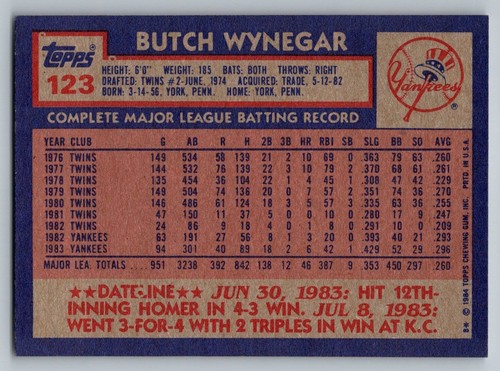 BUTCH WYNEGAR
Topps
123
HEIGHT: 6'0" WEIGHT: 185 BATS: BOTH THROWS: RIGHT
DRAFTED: TWINS #2-JUNE, 1974 ACQUIRED: TRADE, 5-12-82
BORN: 3-14-56, YORK, PENN. HOME: YORK, PENN.
Yankees
COMPLETE MAJOR LEAGUE BATTING RECORD
YEAR CLUB G AB R H 2B 3B HR RBI SB SLG BB SO AVG
1976 TWINS 149 534 58 139 21 2 10 69 0 .363 79 63 .260
1977 TWINS 144 532 76 139 22 3 10 79 2 .370 68 61
1978 TWINS 135 454 36 104 22 1 4 45 1 .308 47 42 .229
1979 TWINS 149 504 74 136 20 0 7 57 2 .351 74 36 .270
1980 TWINS 146 486 61 124 18 3 5 57 3 .335 63 36 .255
1981 TWINS 47 150 11 37 5 0 0 10 0 .280 17 9 .247
1982 TWINS 24 86 9 18 4 0 1 8 0 .291 10 12 .209
1982 YANKEES 63 191 27 56 8 1 3 20 0 .393 40 21 .293
1983 YANKEES 94 301 40 89 18 2 6 42 1 .429 52 29 .296
MAJOR LEA. TOTALS 951 3238 392 842 138 12 46 9 .353 450 297 .260
★★DATELINE★★ JUN 30, 1983: HIT 12TH-
INNING HOMER IN 4-3 WIN. JUL 8, 1983:
WENT 3-FOR-4 WITH 2 TRIPLES IN WIN AT K.C.
© 1984 TOPPS CHEWING GUM, INC. PRTD. IN U.S.A.
B*